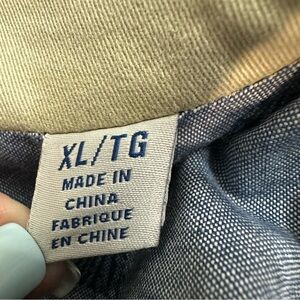 XL/TG
MADE IN
CHINA
FABRIQUE
EN CHINE